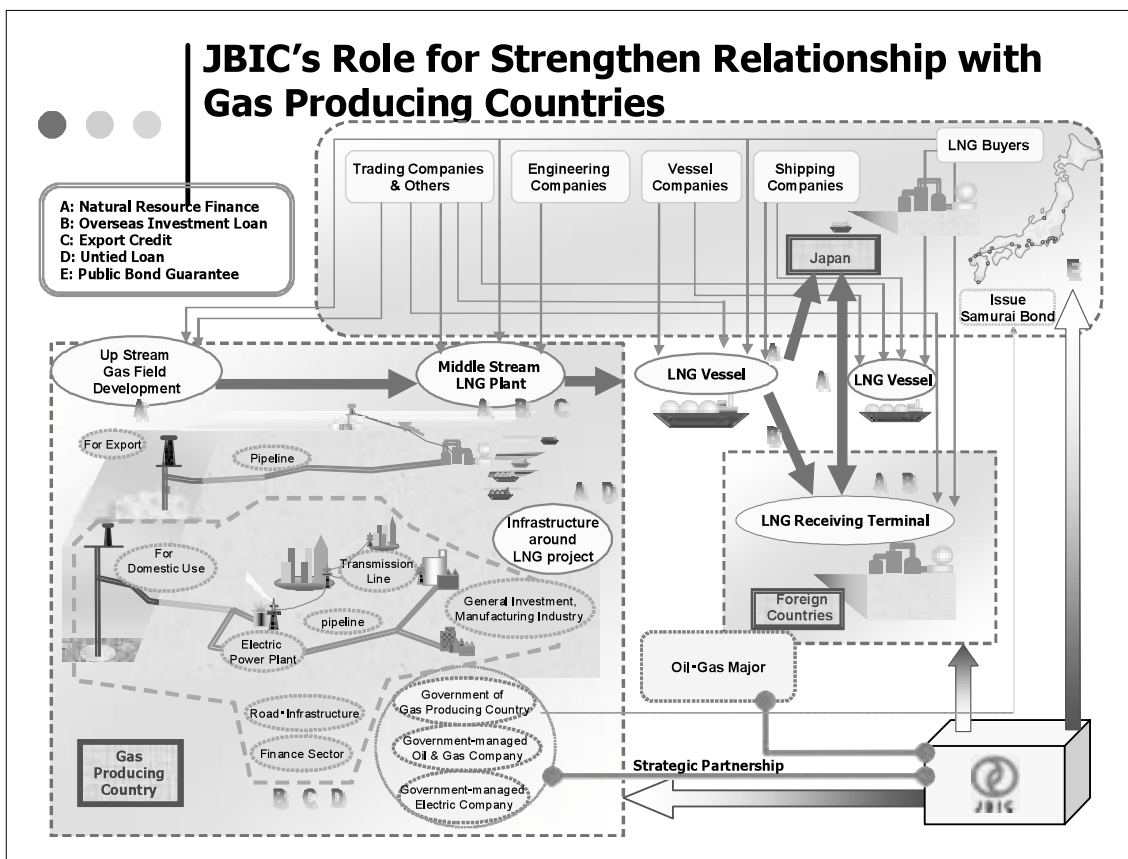 JBIC's Role for Strengthen Relationship with
Gas Producing Countries
A: Natural Resource Finance
B: Overseas Investment Loan
C: Export Credit
D: Untied Loan
E: Public Bond Guarantee
Trading Companies
& Others
Engineering
Companies
Vessel
Companies
Shipping
Companies
LNG Buyers
Japan
E
Issue
Samurai Bond
Up Stream
Gas Field
Development
A
Middle Stream
LNG Plant
A B C
LNG Vessel
A
B
A
LNG Vessel
For Export
Pipeline
A D
Infrastructure
around
LNG project
A B
LNG Receiving Terminal
Foreign
Countries
For
Domestic Use
Transmission
Line
pipeline
General Investment,
Manufacturing Industry
Electric
Power Plant
Oil・Gas Major
Road・Infrastructure
Finance Sector
B C D
Government of
Gas Producing Country
Government-managed
Oil & Gas Company
Government-managed
Electric Company
Gas
Producing
Country
Strategic Partnership
JBIC